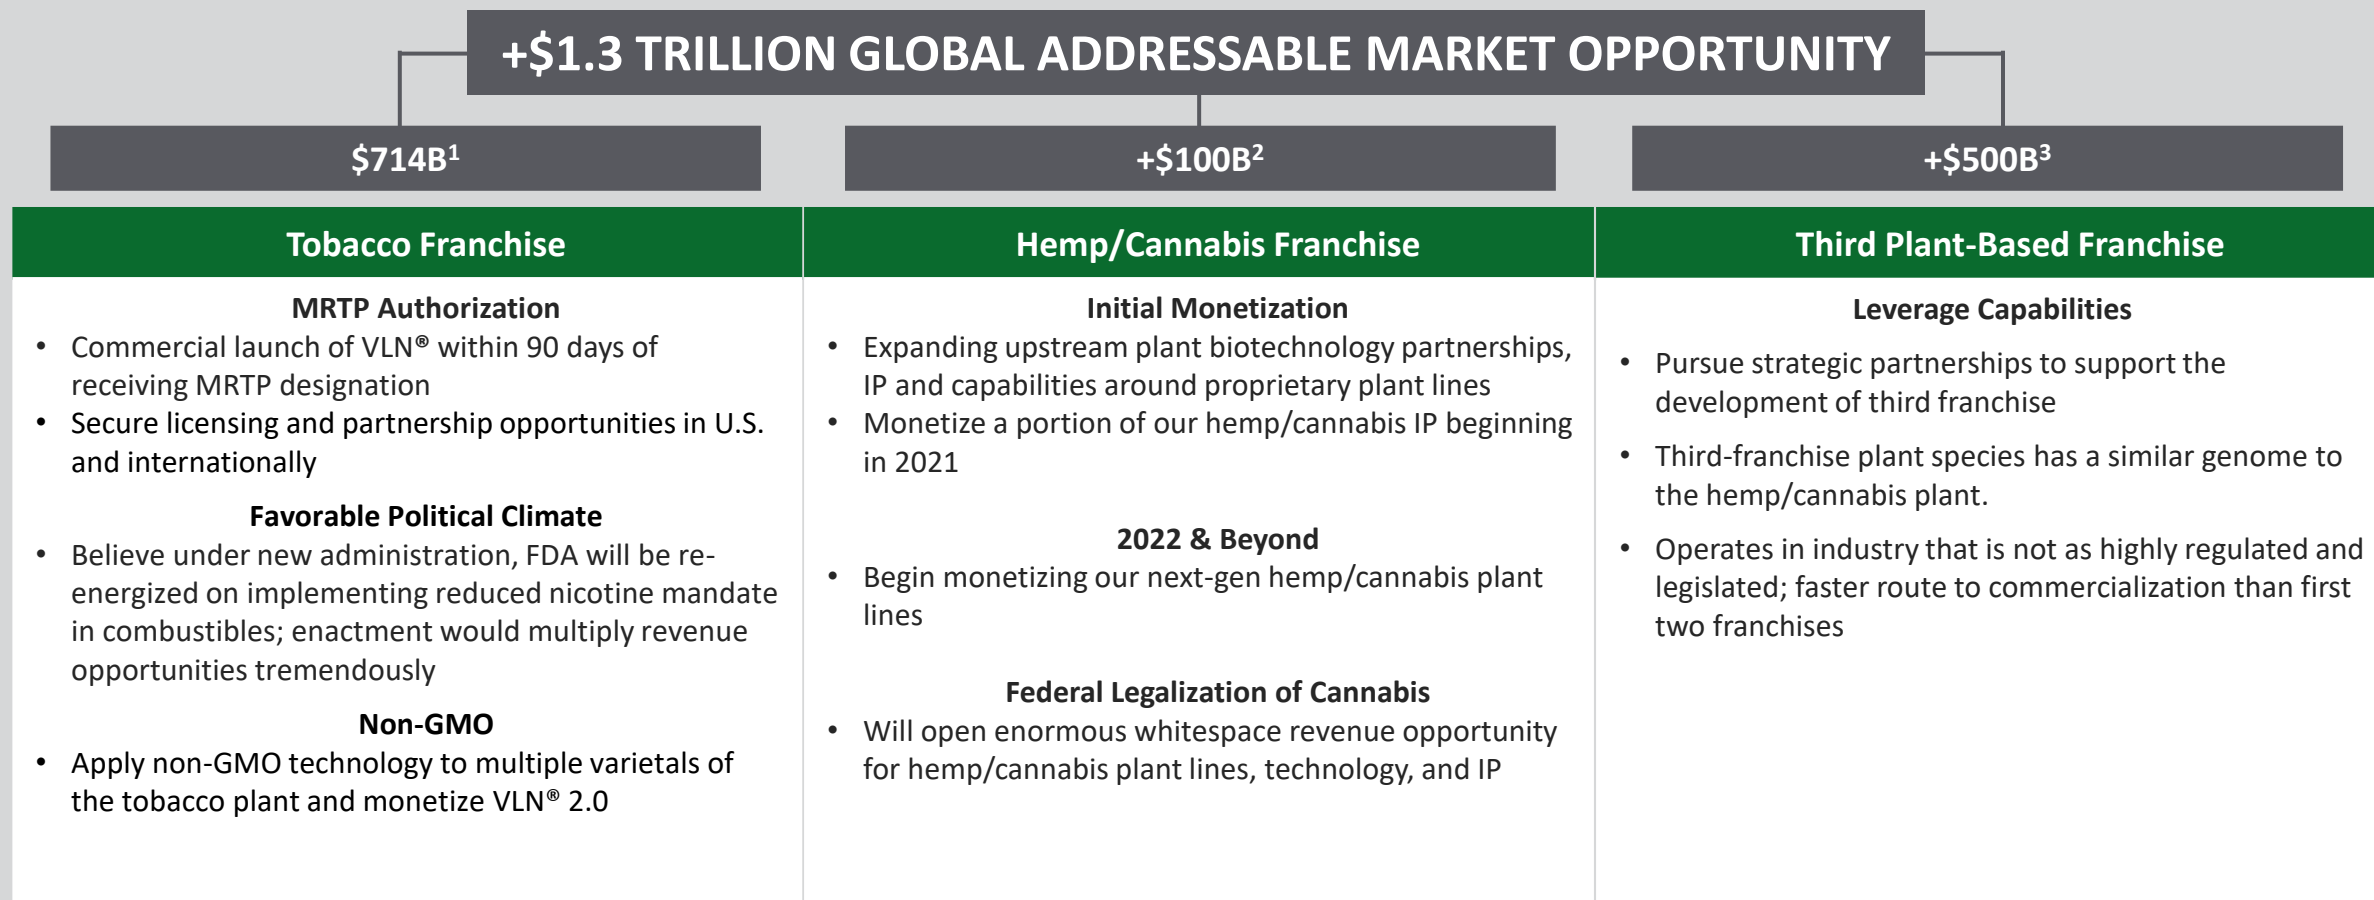 +$1.3 TRILLION GLOBAL ADDRESSABLE MARKET OPPORTUNITY
$714B¹
+$100B²
+$500B³
Tobacco Franchise
Hemp/Cannabis Franchise
Third Plant-Based Franchise
MRTP Authorization
• Commercial launch of VLN® within 90 days of
receiving MRTP designation
• Secure licensing and partnership opportunities in U.S.
and internationally
Favorable Political Climate
• Believe under new administration, FDA will be re-
energized on implementing reduced nicotine mandate
in combustibles; enactment would multiply revenue
opportunities tremendously
Non-GMO
• Apply non-GMO technology to multiple varietals of
the tobacco plant and monetize VLN® 2.0
Initial Monetization
• Expanding upstream plant biotechnology partnerships,
IP and capabilities around proprietary plant lines
• Monetize a portion of our hemp/cannabis IP beginning
in 2021
2022 & Beyond
• Begin monetizing our next-gen hemp/cannabis plant
lines
Federal Legalization of Cannabis
• Will open enormous whitespace revenue opportunity
for hemp/cannabis plant lines, technology, and IP
Leverage Capabilities
• Pursue strategic partnerships to support the
development of third franchise
• Third-franchise plant species has a similar genome to
the hemp/cannabis plant.
• Operates in industry that is not as highly regulated and
legislated; faster route to commercialization than first
two franchises